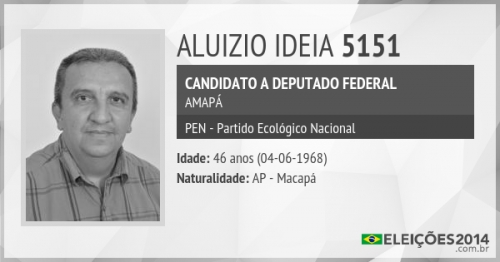 ALUIZIO IDEIA 5151
CANDIDATO A DEPUTADO FEDERAL
AMAPÁ
PEN - Partido Ecológico Nacional
Idade: 46 anos (04-06-1968)
Naturalidade: AP - Macapá
ELEIÇÕES2014
.com.br